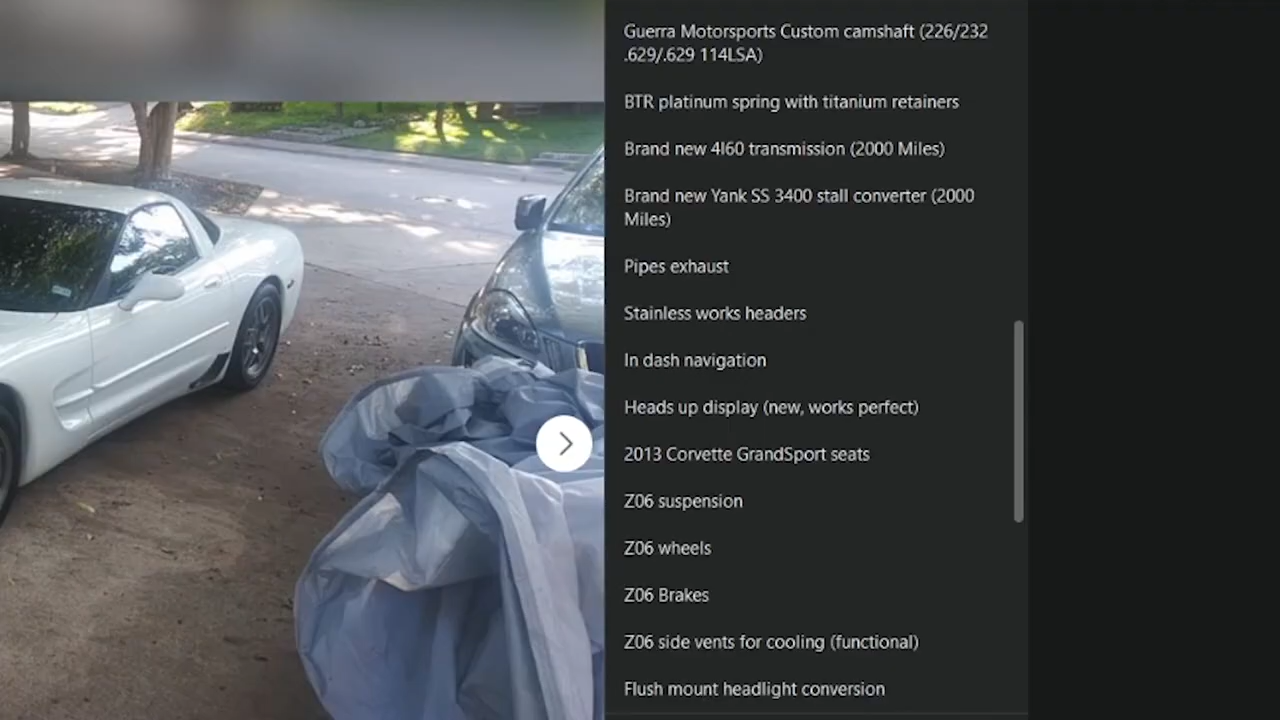 Guerra Motorsports Custom camshaft (226/232
.629/.629 114LSA)
BTR platinum spring with titanium retainers
Brand new 4l60 transmission (2000 Miles)
Brand new Yank SS 3400 stall converter (2000
Miles)
Pipes exhaust
Stainless works headers
In dash navigation
Heads up display (new, works perfect)
2013 Corvette GrandSport seats
Z06 suspension
Z06 wheels
Z06 Brakes
Z06 side vents for cooling (functional)
Flush mount headlight conversion